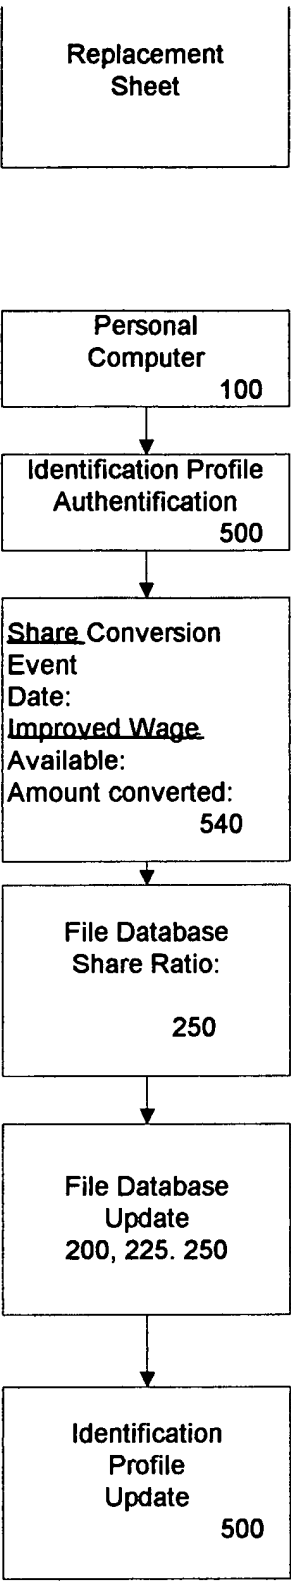 Replacement
Sheet
Personal
Computer
100
Identification Profile
Authentification
500
Share Conversion
Event
Date:
Improved Wage
Available:
Amount converted:
540
File Database
Share Ratio:
250
File Database
Update
200, 225. 250
Identification
Profile
Update
500